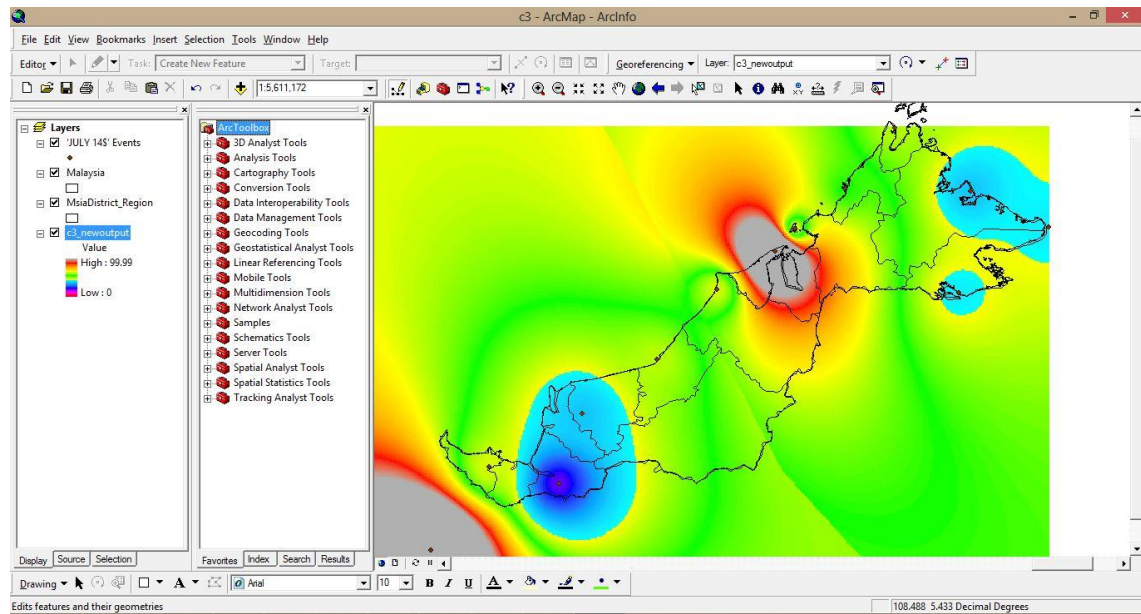 c3 - ArcMap - ArcInfo
File Edit View Bookmarks Insert Selection Tools Window Help
Editor Task: Create New Feature Target: Georeferencing Layer: c3_newoutput
1:5,611,172
Layers
'JULY 14$' Events
Malaysia
MsiaDistrict_Region
c3_newoutput
Value
High : 99.99
Low : 0
Display Source Selection
ArcToolbox
3D Analyst Tools
Analysis Tools
Cartography Tools
Conversion Tools
Data Interoperability Tools
Data Management Tools
Geocoding Tools
Geostatistical Analyst Tools
Linear Referencing Tools
Mobile Tools
Multidimension Tools
Network Analyst Tools
Samples
Schematics Tools
Server Tools
Spatial Analyst Tools
Spatial Statistics Tools
Tracking Analyst Tools
Favorites Index Search Results
Drawing A Arial 10 B I U A
Edits features and their geometries
108.488 5.433 Decimal Degrees